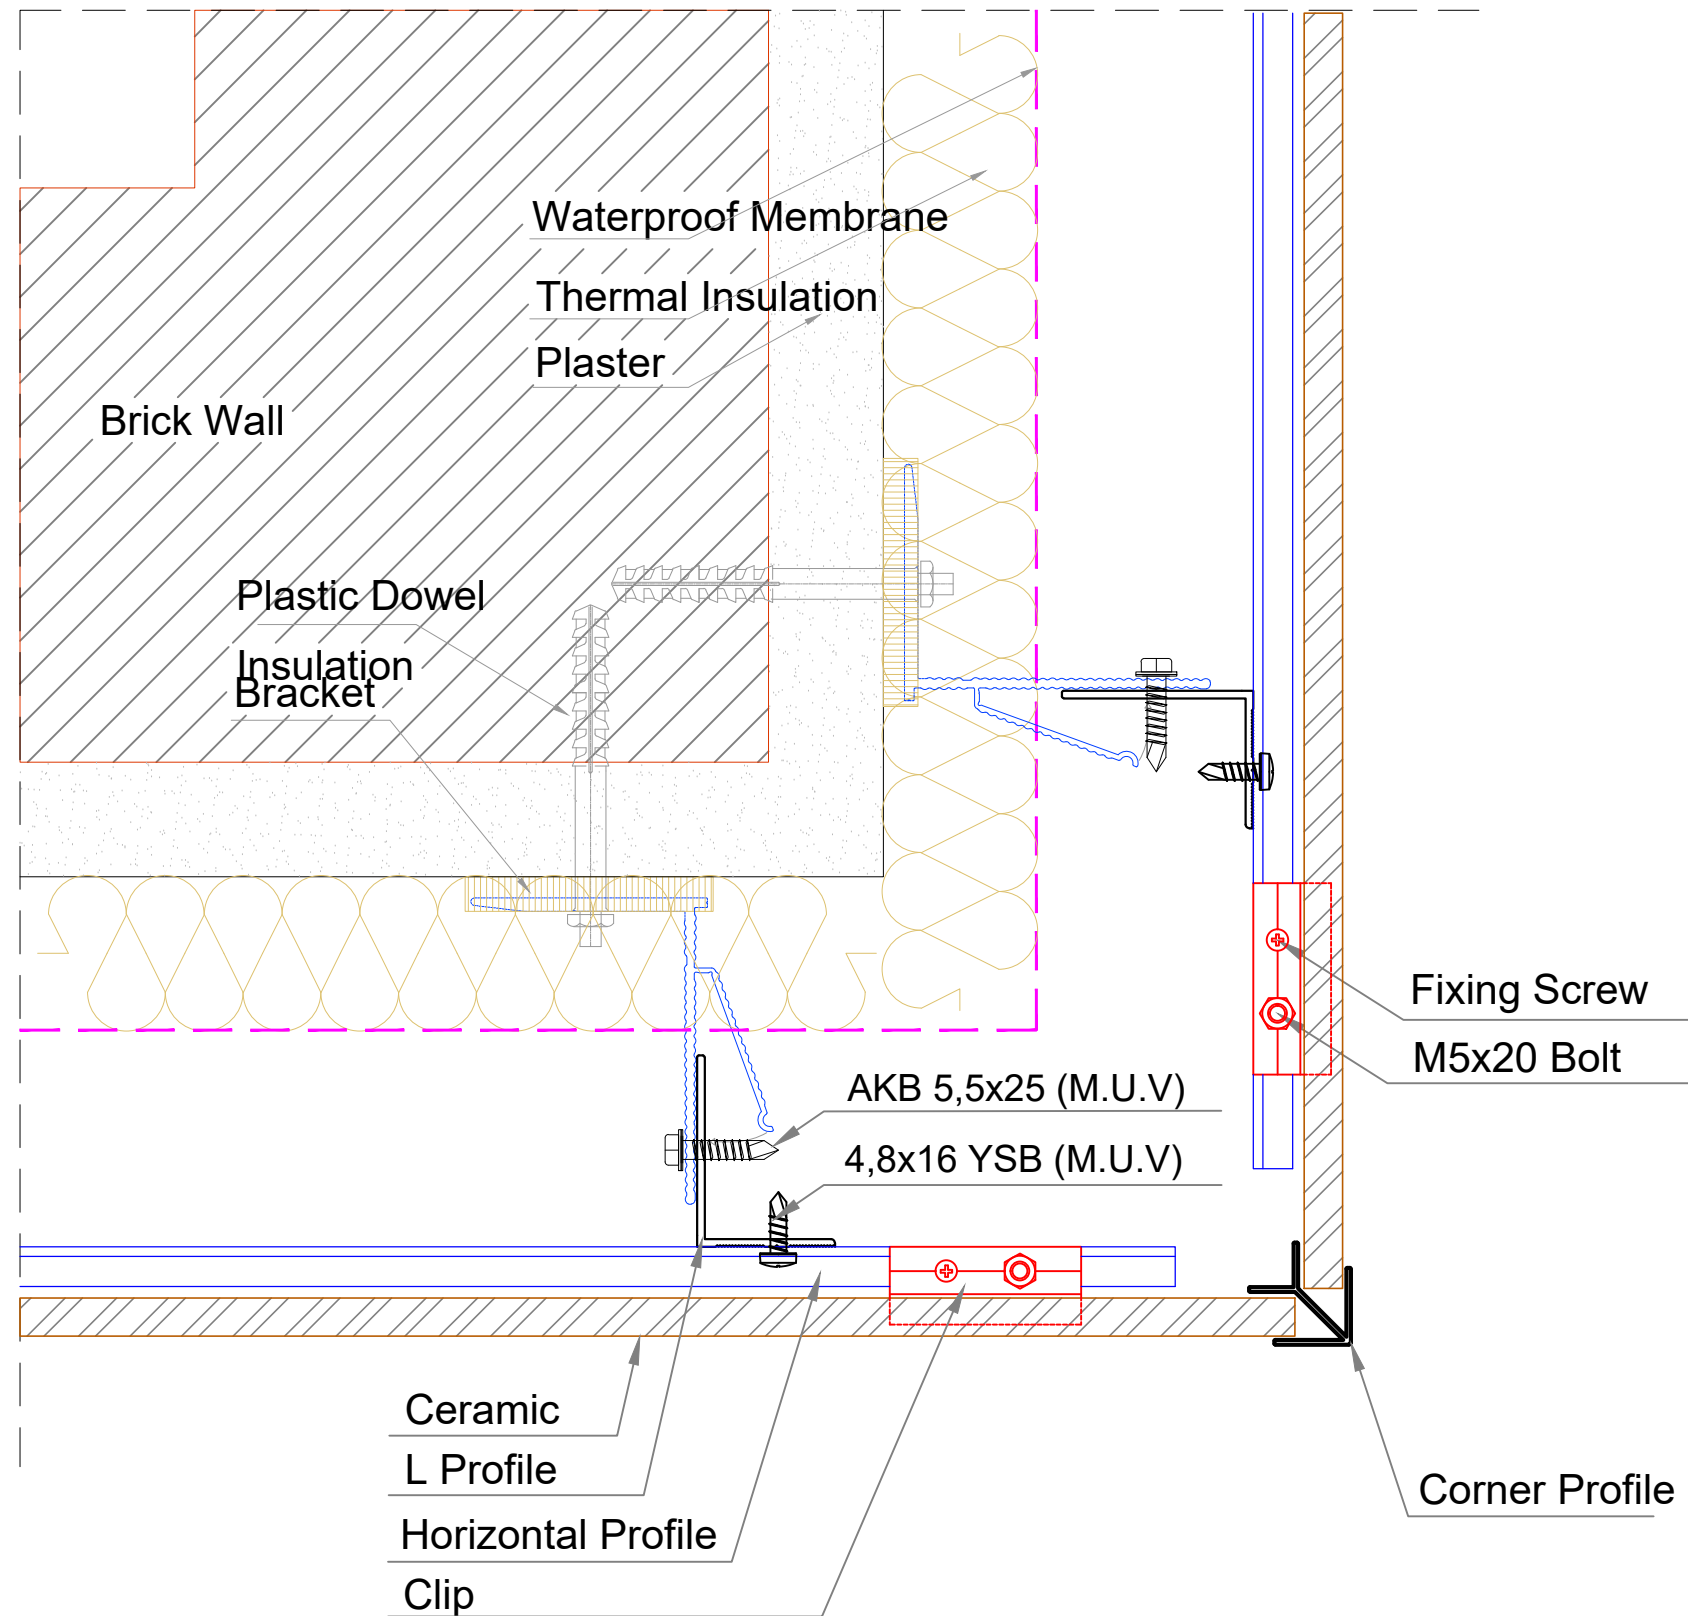 Waterproof Membrane
Thermal Insulation
Plaster
Brick Wall
Plastic Dowel
Insulation
Bracket
Fixing Screw
M5x20 Bolt
AKB 5,5x25 (M.U.V)
4,8x16 YSB (M.U.V)
Ceramic
L Profile
Horizontal Profile
Clip
Corner Profile